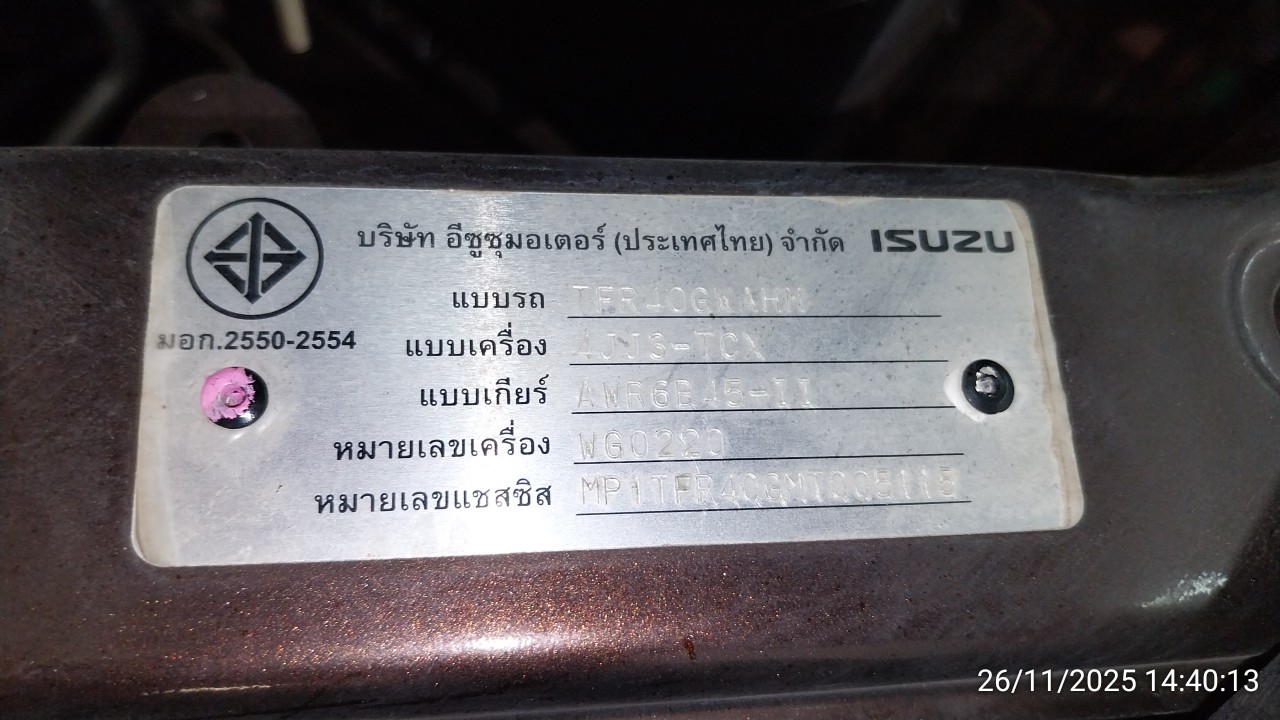 บริษัท อีซูซุมอเตอร์ (ประเทศไทย) จำกัด ISUZU
แบบรถ
มอก.2550-2554
แบบเครื่อง 4JJ3-TCX
แบบเกียร์ AWR6B45-II
หมายเลขเครื่อง WG0220
หมายเลขแชสซิส
26/11/2025 14:40:13